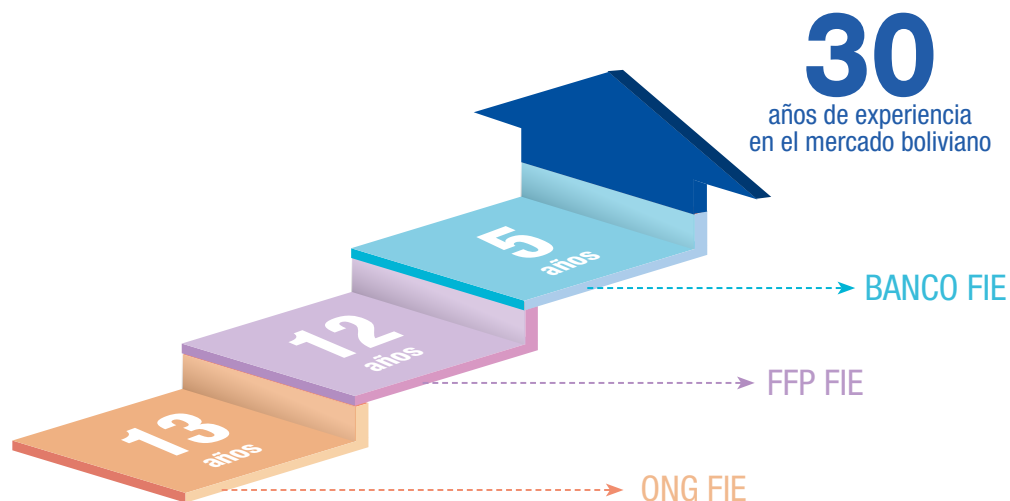 30
años de experiencia
en el mercado boliviano
5
años
BANCO FIE
12
años
FFP FIE
13
años
ONG FIE